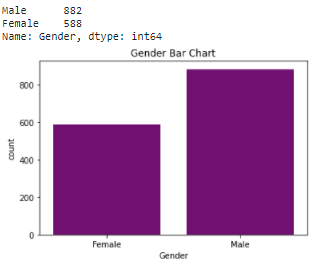 Male 882
Female 588
Name: Gender, dtype: int64
Gender Bar Chart
800
600
400
200
0
count
Female Male
Gender